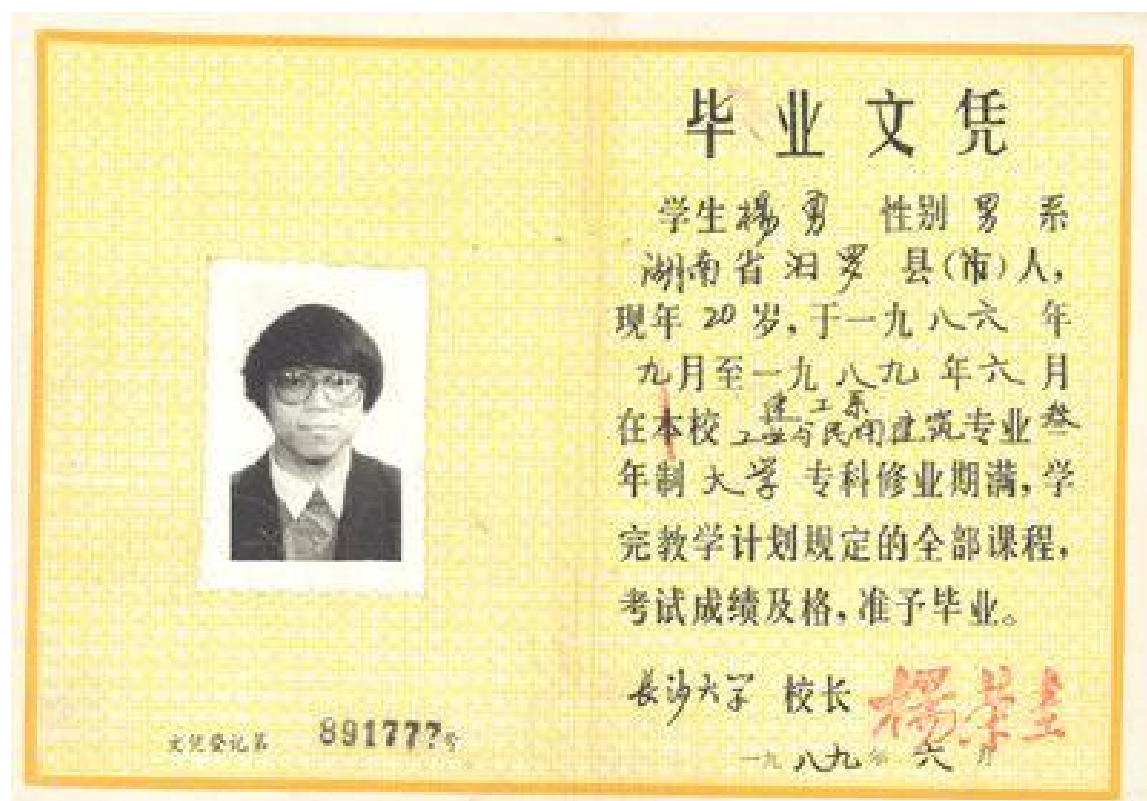 毕业文凭
学生杨勇 性别 男 系
湖南省汨罗县(市)人,
现年20岁,于一九八六 年
九月至一九八九年六月
建工系
在本校工业与民用建筑专业叁
年制大学专科修业期满,学
完教学计划规定的全部课程,
考试成绩及格,准予毕业。
长沙大学 校长
一九八九年六月
文凭登记第 891777号